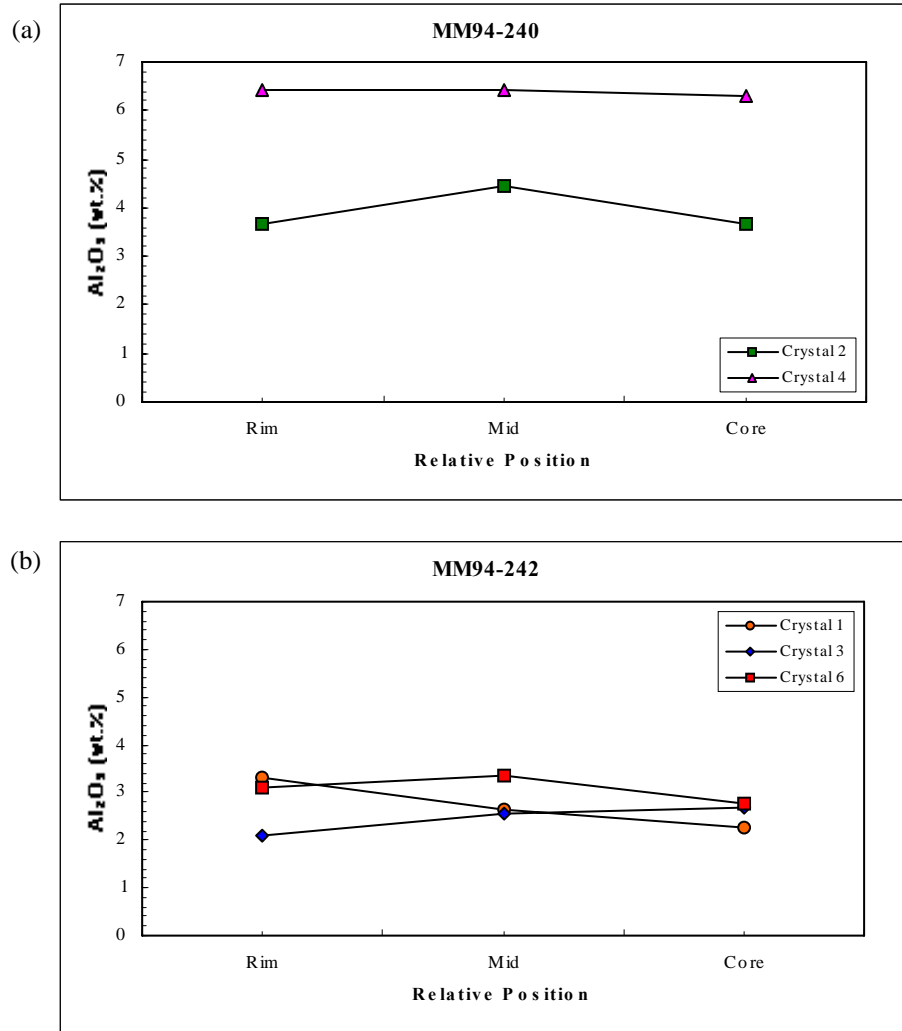 (a)
MM94-240
7
6
5
4
3
2
1
0
Al₂O₃ (wt.%)
Rim Mid Core
Relative Position
Crystal 2
Crystal 4
(b)
MM94-242
7
6
5
4
3
2
1
0
Al₂O₃ (wt.%)
Rim Mid Core
Relative Position
Crystal 1
Crystal 3
Crystal 6